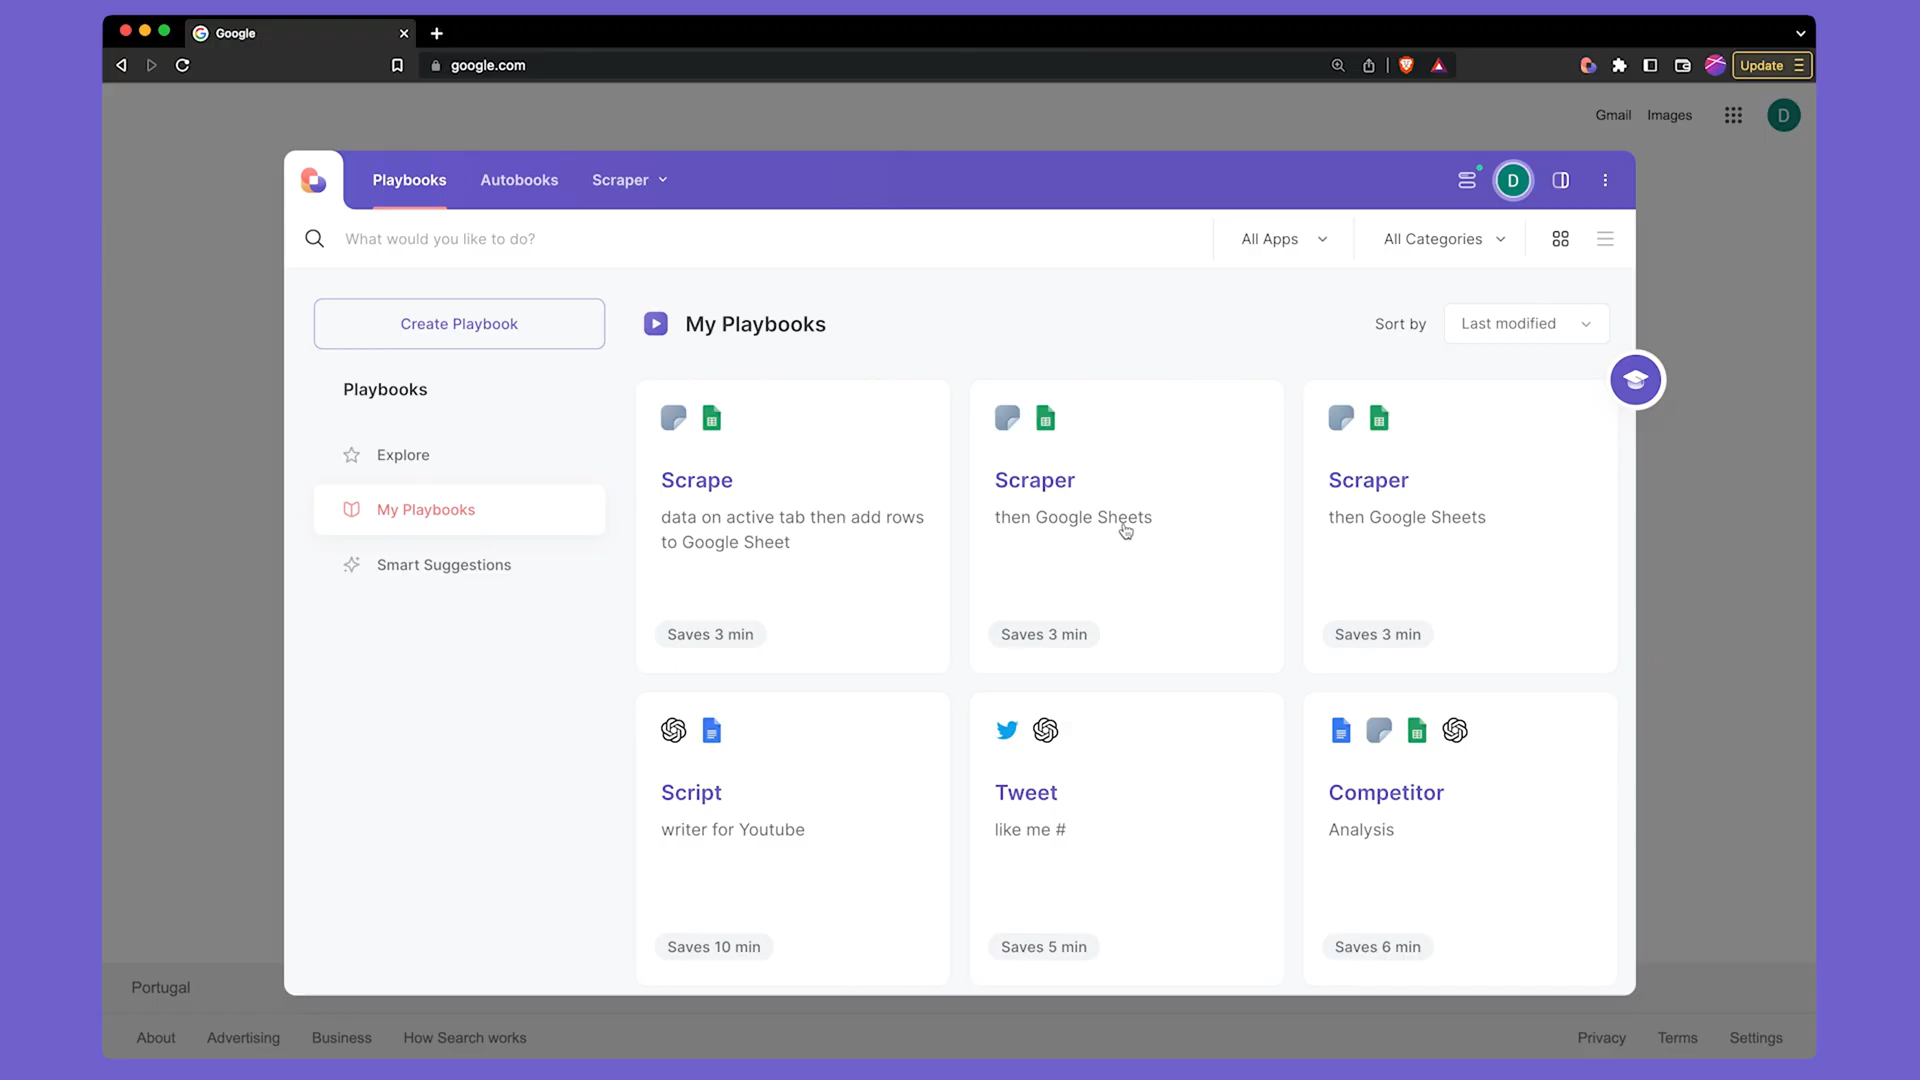 Google
google.com
Update
Gmail
Images
D
Playbooks
Autobooks
Scraper
D
What would you like to do?
All Apps
All Categories
Create Playbook
My Playbooks
Sort by
Last modified
Playbooks
Explore
My Playbooks
Smart Suggestions
Scrape
data on active tab then add rows
to Google Sheet
Saves 3 min
Scraper
then Google Sheets
Saves 3 min
Scraper
then Google Sheets
Saves 3 min
Script
writer for Youtube
Saves 10 min
Tweet
like me #
Saves 5 min
Competitor
Analysis
Saves 6 min
Portugal
About
Advertising
Business
How Search works
Privacy
Terms
Settings